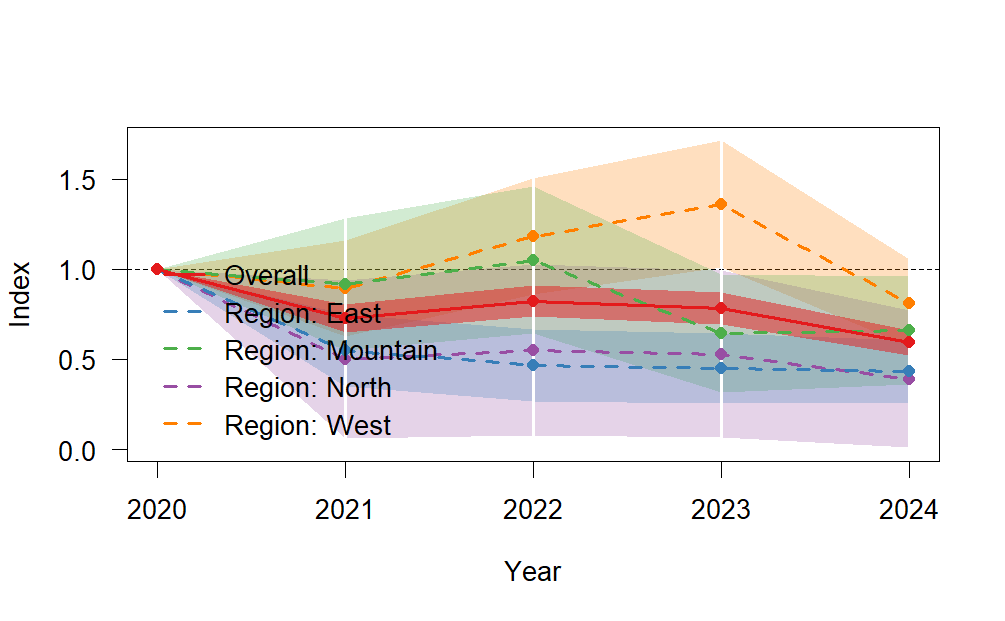 1.5
1.0
0.5
0.0
Index
Overall
Region: East
Region: Mountain
Region: North
Region: West
2020 2021 2022 2023 2024
Year